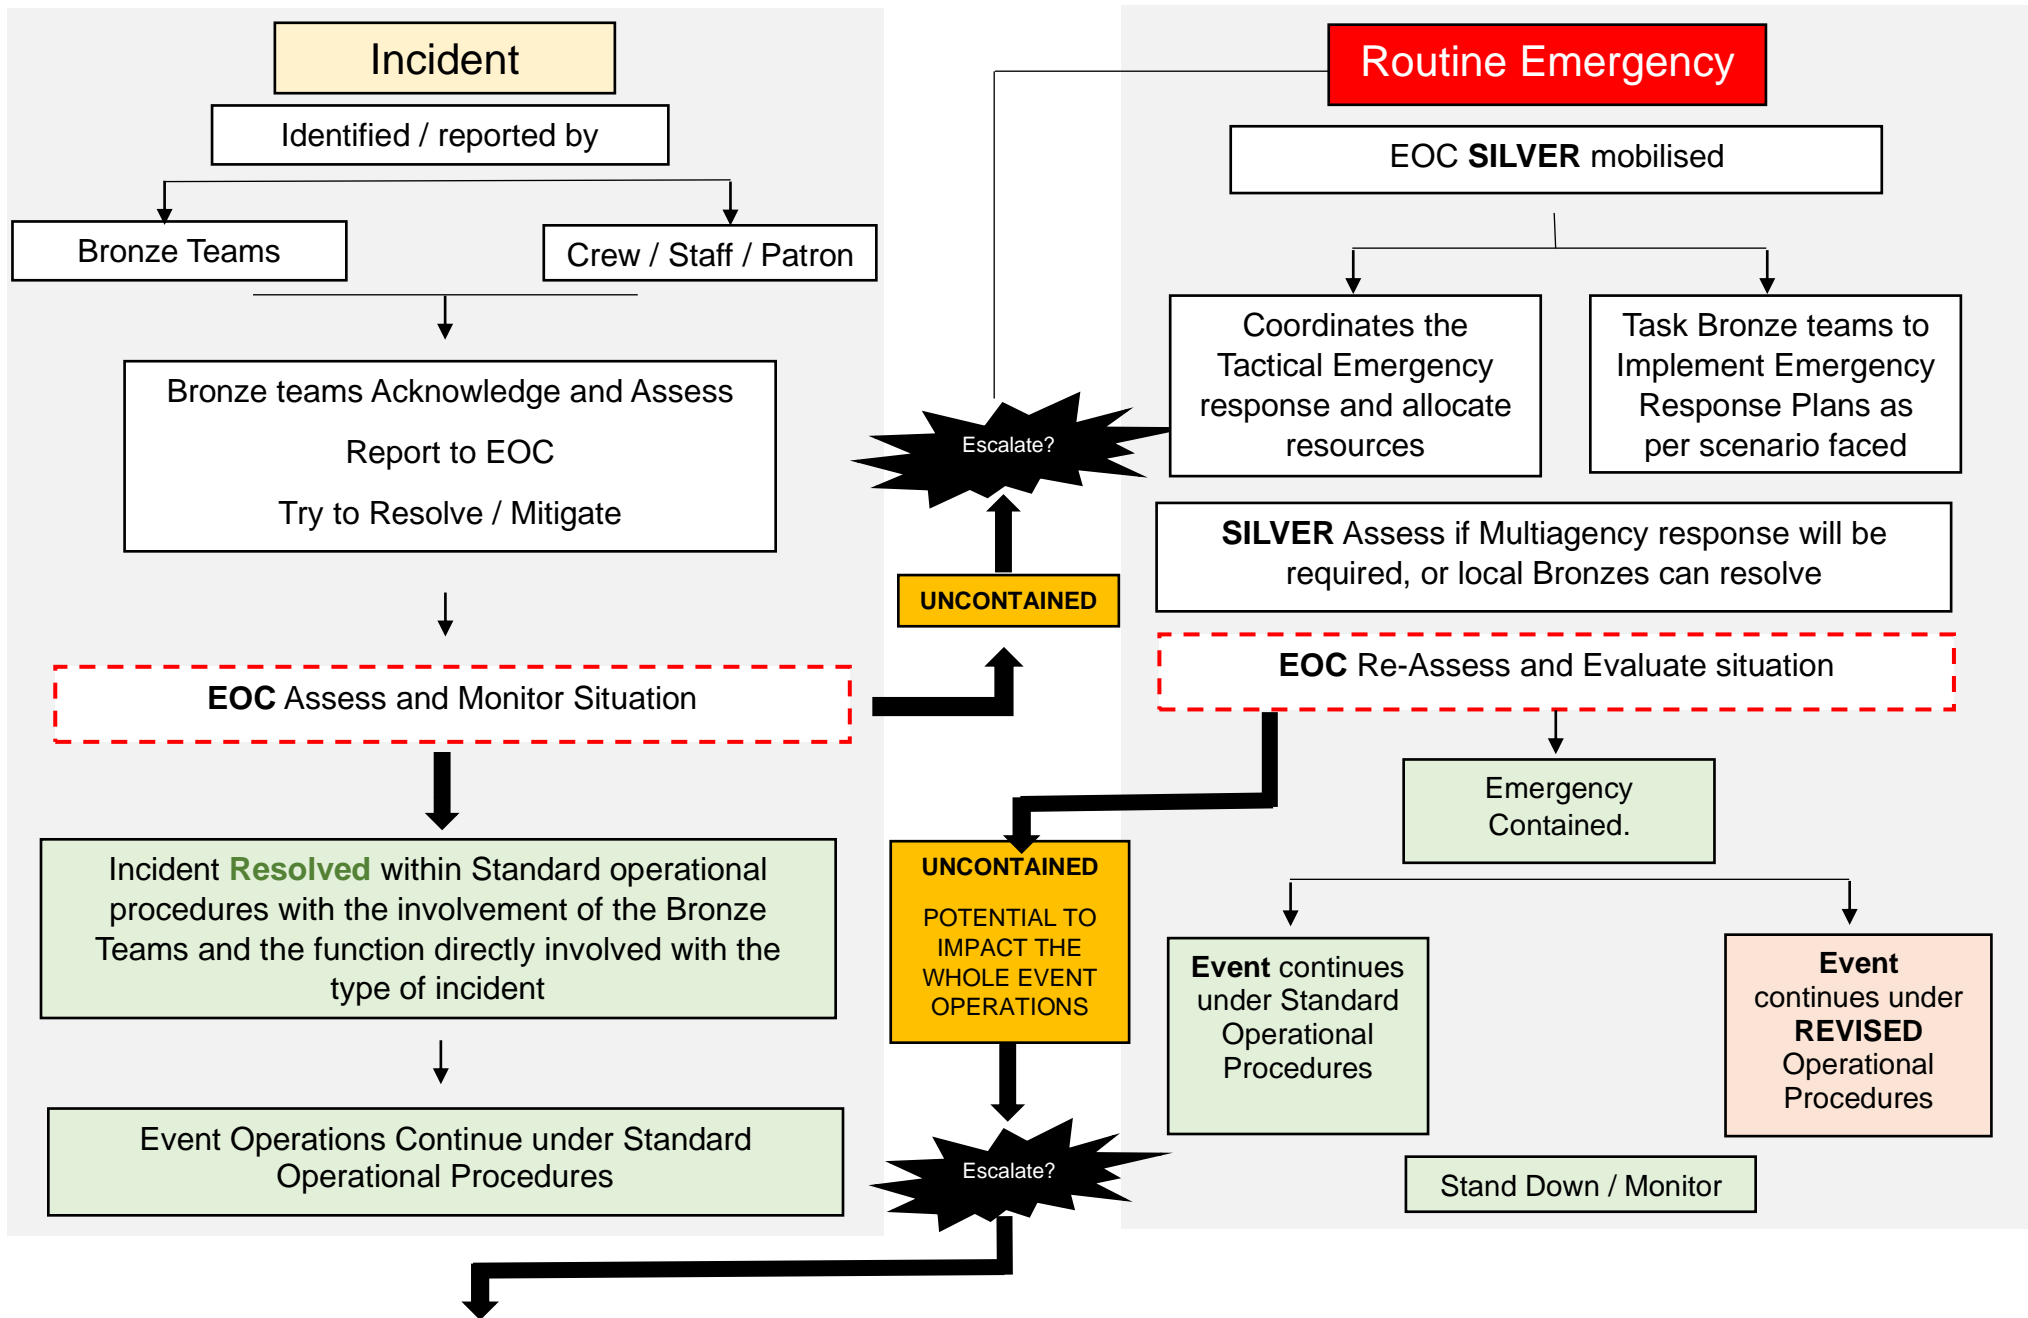 Incident
Identified / reported by
Bronze Teams
Crew / Staff / Patron
Bronze teams Acknowledge and Assess
Report to EOC
Try to Resolve / Mitigate
EOC Assess and Monitor Situation
Incident Resolved within Standard operational
procedures with the involvement of the Bronze
Teams and the function directly involved with the
type of incident
Event Operations Continue under Standard
Operational Procedures
Escalate?
UNCONTAINED
UNCONTAINED
POTENTIAL TO
IMPACT THE
WHOLE EVENT
OPERATIONS
Escalate?
Routine Emergency
EOC SILVER mobilised
Coordinates the
Tactical Emergency
response and allocate
resources
Task Bronze teams to
Implement Emergency
Response Plans as
per scenario faced
SILVER Assess if Multiagency response will be
required, or local Bronzes can resolve
EOC Re-Assess and Evaluate situation
Emergency
Contained.
Event continues
under Standard
Operational
Procedures
Event
continues under
REVISED
Operational
Procedures
Stand Down / Monitor